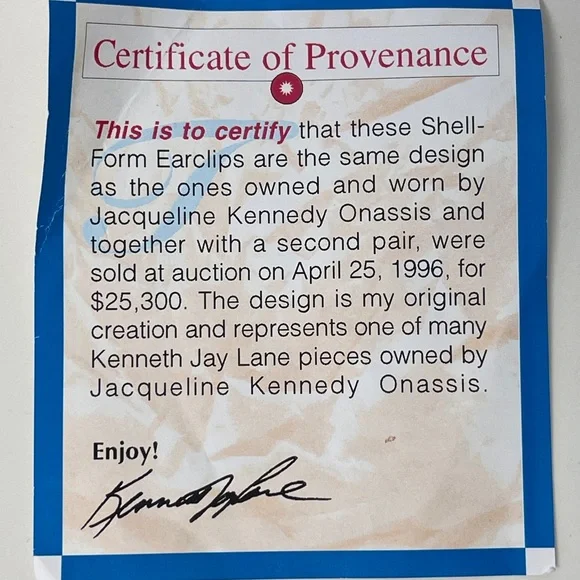 Certificate of Provenance
This is to certify that these Shell-
Form Earclips are the same design
as the ones owned and worn by
Jacqueline Kennedy Onassis and
together with a second pair, were
sold at auction on April 25, 1996, for
$25,300. The design is my original
creation and represents one of many
Kenneth Jay Lane pieces owned by
Jacqueline Kennedy Onassis.
Enjoy!
Kenneth Jay Lane